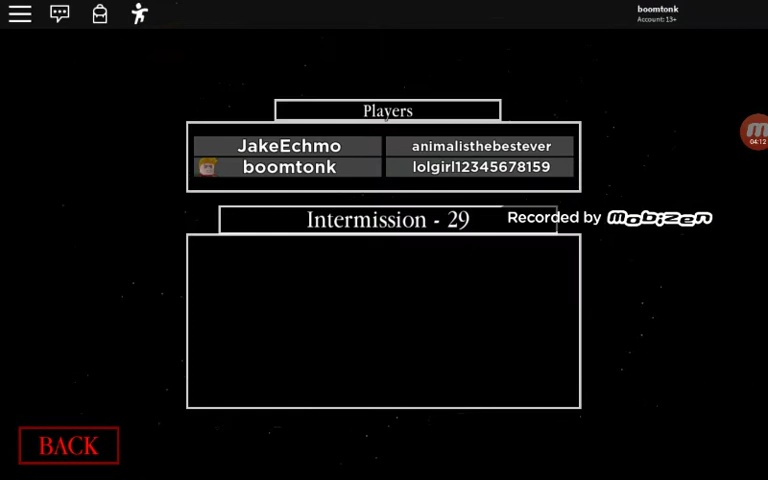 boomtonk
Account: 13+
Players
JakeEchmo
animalisthebestever
boomtonk
lolgirl12345678159
04:12
Intermission - 29
Recorded by mobizen
BACK